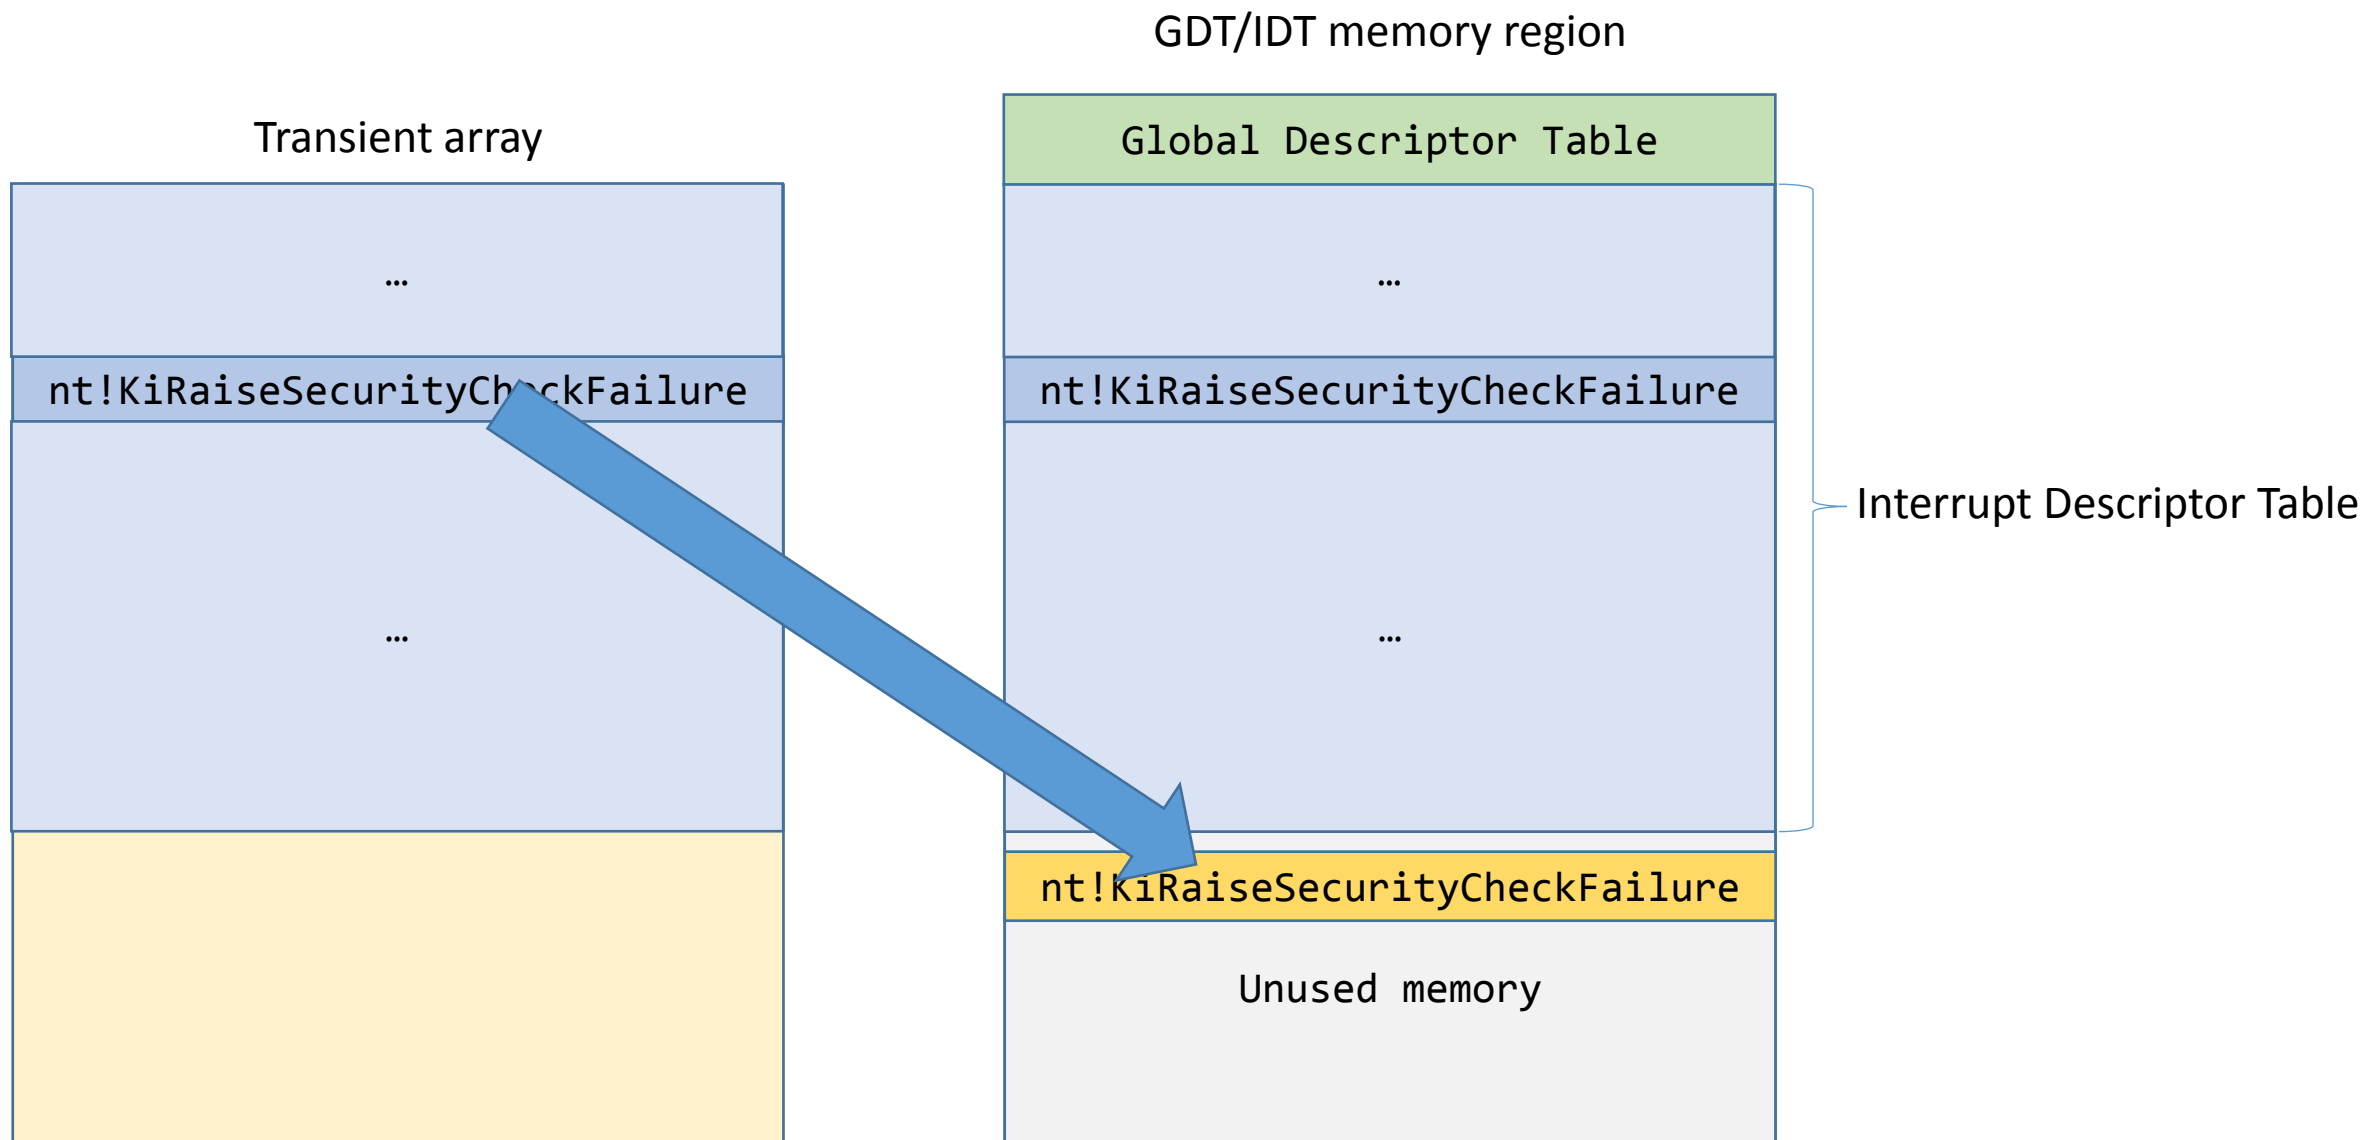 GDT/IDT memory region
Transient array
Global Descriptor Table
…
…
nt!KiRaiseSecurityCheckFailure
nt!KiRaiseSecurityCheckFailure
Interrupt Descriptor Table
…
…
nt!KiRaiseSecurityCheckFailure
Unused memory